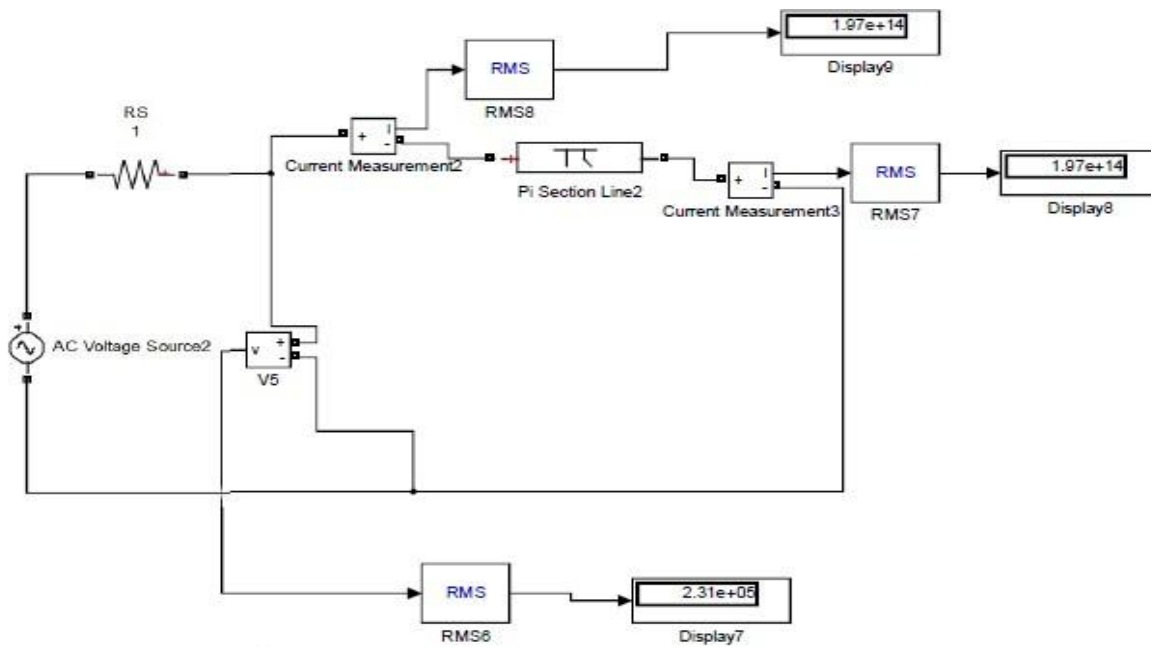 1.97e+14
Display9
RMS
RMS8
RS
1
+ i -
Current Measurement2
Pi Section Line2
+ i -
Current Measurement3
RMS
RMS7
1.97e+14
Display8
AC Voltage Source2
v + -
V5
RMS
RMS6
2.31e+05
Display7